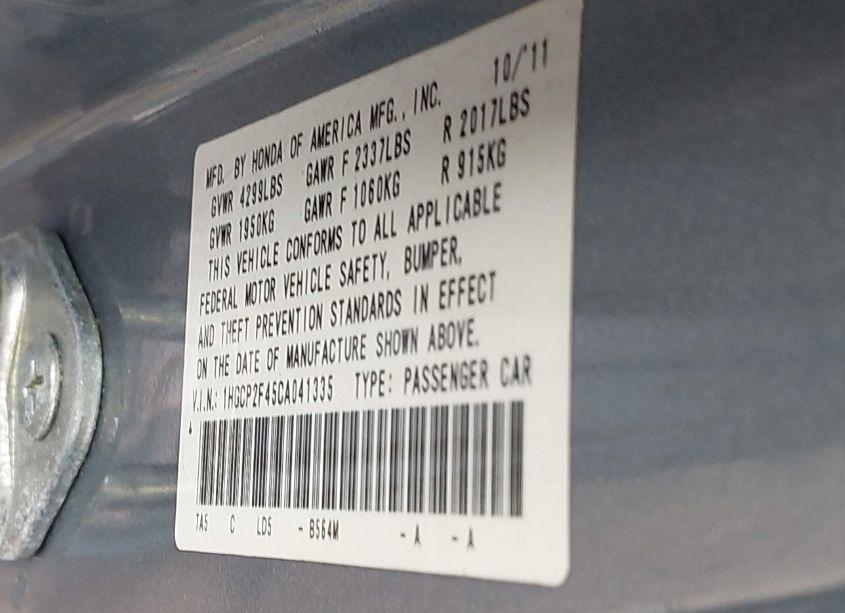 MFD. BY HONDA OF AMERICA MFG., INC. 10/'11
GVWR 4299LBS GAWR F 2337LBS R 2017LBS
GVWR 1950KG GAWR F 1060KG R 915KG
THIS VEHICLE CONFORMS TO ALL APPLICABLE
FEDERAL MOTOR VEHICLE SAFETY, BUMPER,
AND THEFT PREVENTION STANDARDS IN EFFECT
ON THE DATE OF MANUFACTURE SHOWN ABOVE.
V.I.N.: 1HGCP2F45CA041335 TYPE: PASSENGER CAR
TA5 C LD5 - B564M - A - A